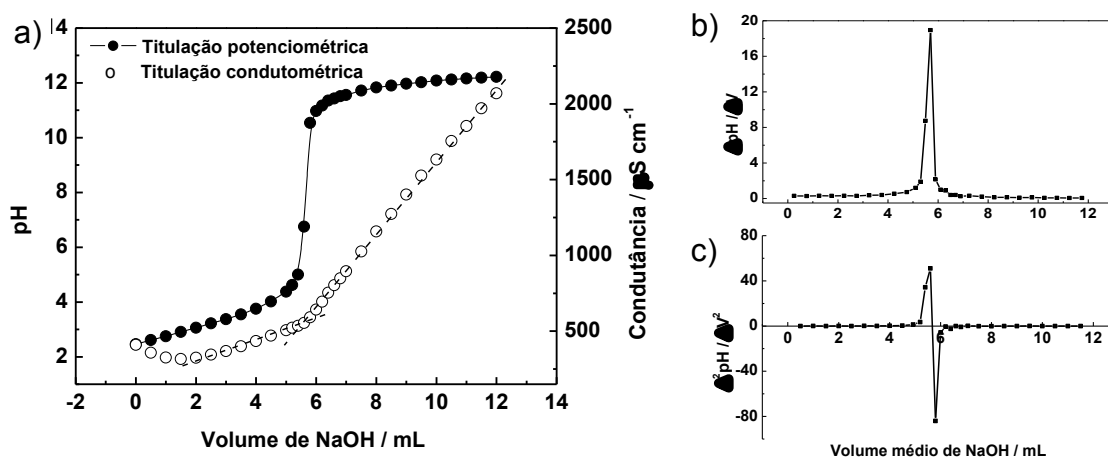 a)
14
12
10
8
6
4
2
-2 0 2 4 6 8 10 12 14
pH
Volume de NaOH / mL
Titulação potenciométrica
Titulação condutométrica
2500
2000
1500
1000
500
Condutância / S cm-1
b)
20
16
12
8
4
0
0 2 4 6 8 10 12
pH / V
c)
80
40
0
-40
-80
0 2 4 6 8 10 12
2pH / V2
Volume médio de NaOH / mL